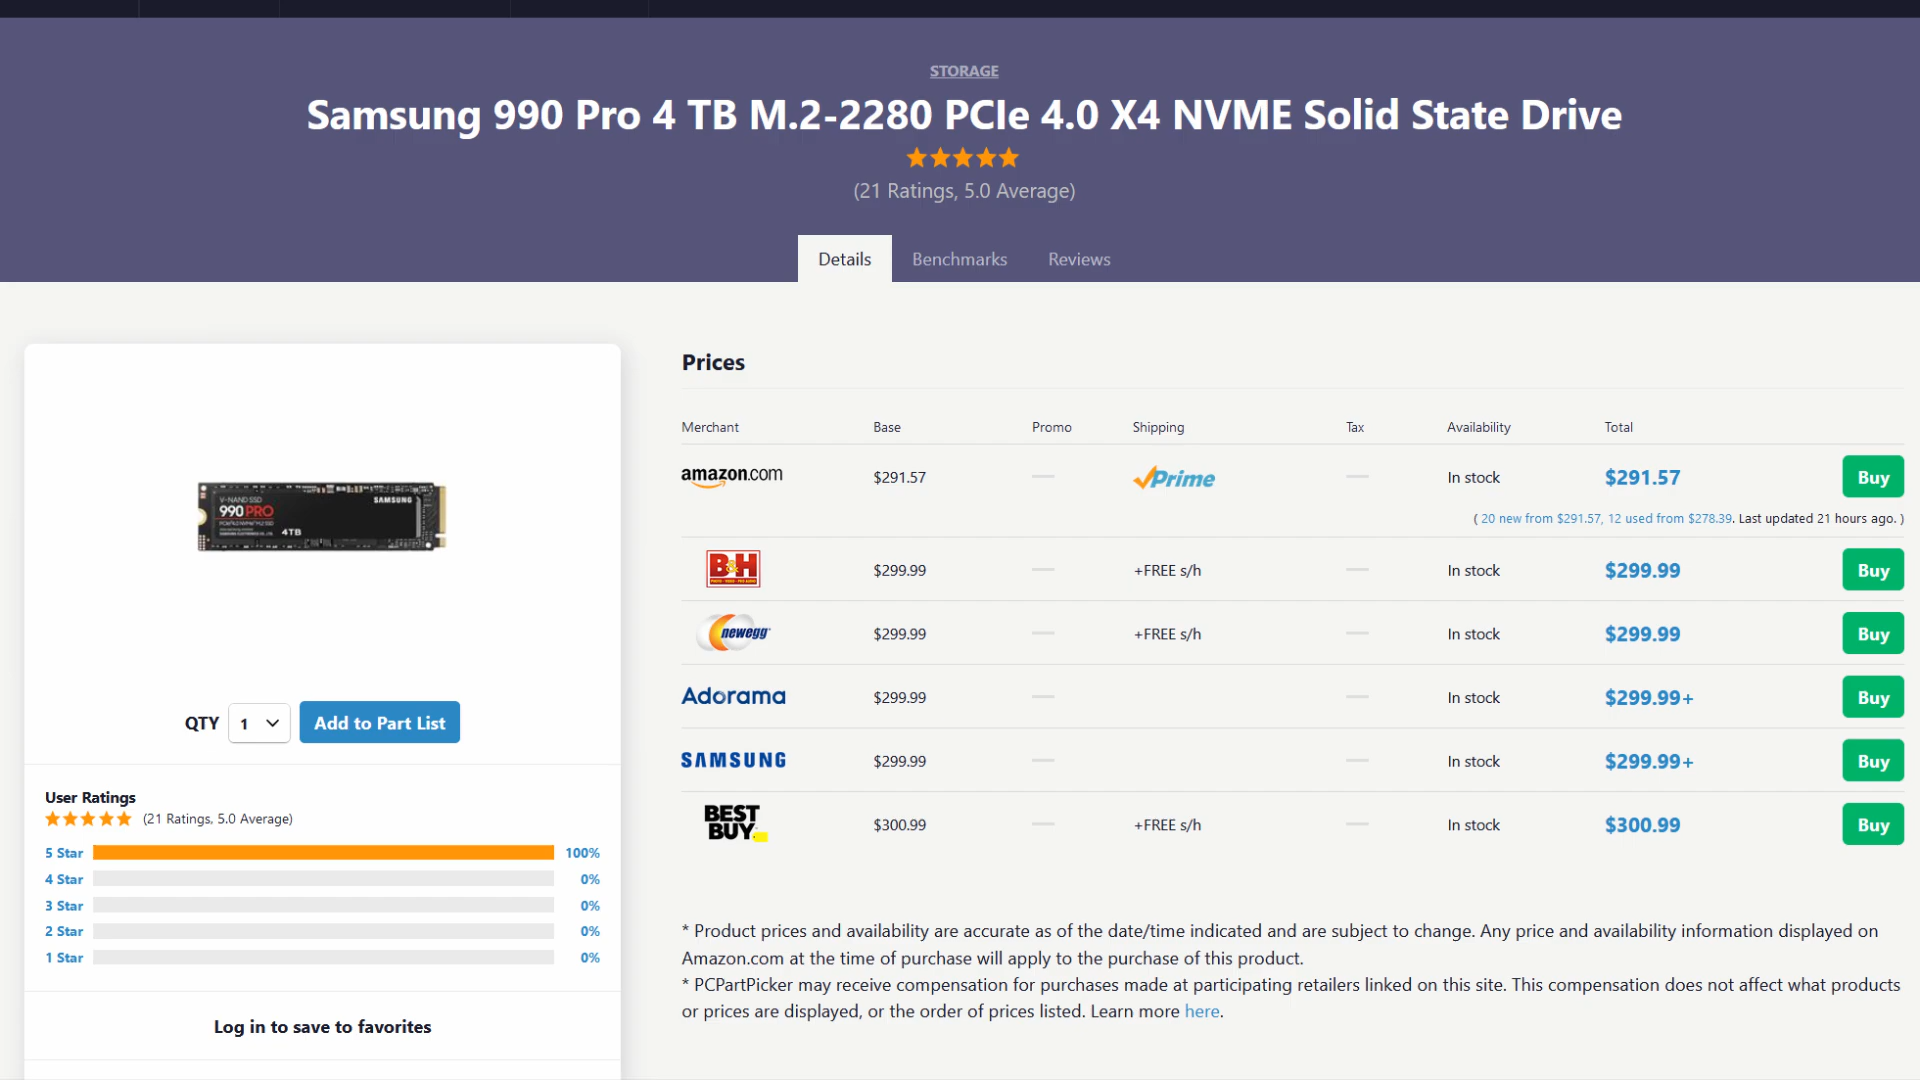 STORAGE
Samsung 990 Pro 4 TB M.2-2280 PCIe 4.0 X4 NVME Solid State Drive
(21 Ratings, 5.0 Average)
Details Benchmarks Reviews
V-NAND SSD
990 PRO
SAMSUNG
4TB
QTY 1 Add to Part List
User Ratings
(21 Ratings, 5.0 Average)
5 Star 100%
4 Star 0%
3 Star 0%
2 Star 0%
1 Star 0%
Log in to save to favorites
Prices
Merchant Base Promo Shipping Tax Availability Total
amazon.com $291.57 — Prime — In stock $291.57 Buy
( 20 new from $291.57, 12 used from $278.39. Last updated 21 hours ago. )
B&H $299.99 — +FREE s/h — In stock $299.99 Buy
newegg $299.99 — +FREE s/h — In stock $299.99 Buy
Adorama $299.99 — — In stock $299.99+ Buy
SAMSUNG $299.99 — — In stock $299.99+ Buy
BEST BUY $300.99 — +FREE s/h — In stock $300.99 Buy
* Product prices and availability are accurate as of the date/time indicated and are subject to change. Any price and availability information displayed on
Amazon.com at the time of purchase will apply to the purchase of this product.
* PCPartPicker may receive compensation for purchases made at participating retailers linked on this site. This compensation does not affect what products
or prices are displayed, or the order of prices listed. Learn more here.